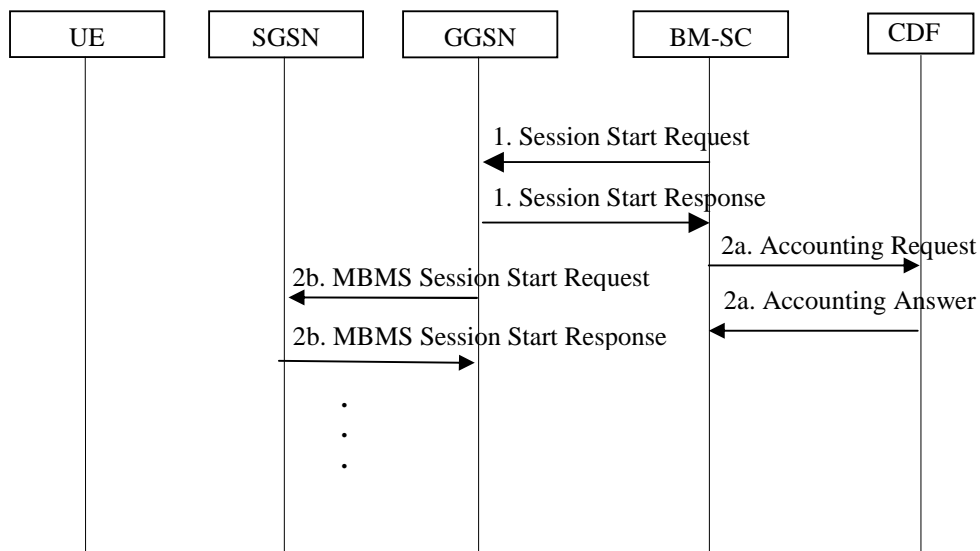 UE
SGSN
GGSN
BM-SC
CDF
1. Session Start Request
1. Session Start Response
2a. Accounting Request
2b. MBMS Session Start Request
2a. Accounting Answer
2b. MBMS Session Start Response
.
.
.